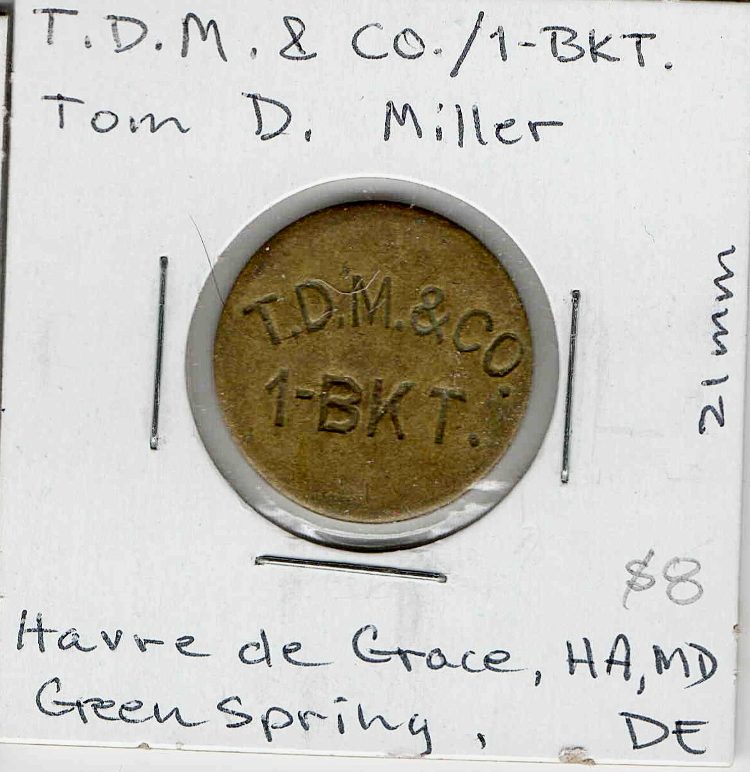 T.D.M. & CO./1-BKT.
Tom D. Miller
T.D.M.&CO.
1-BKT.
21mm
$8
Havre de Grace, HA, MD
Green Spring, DE